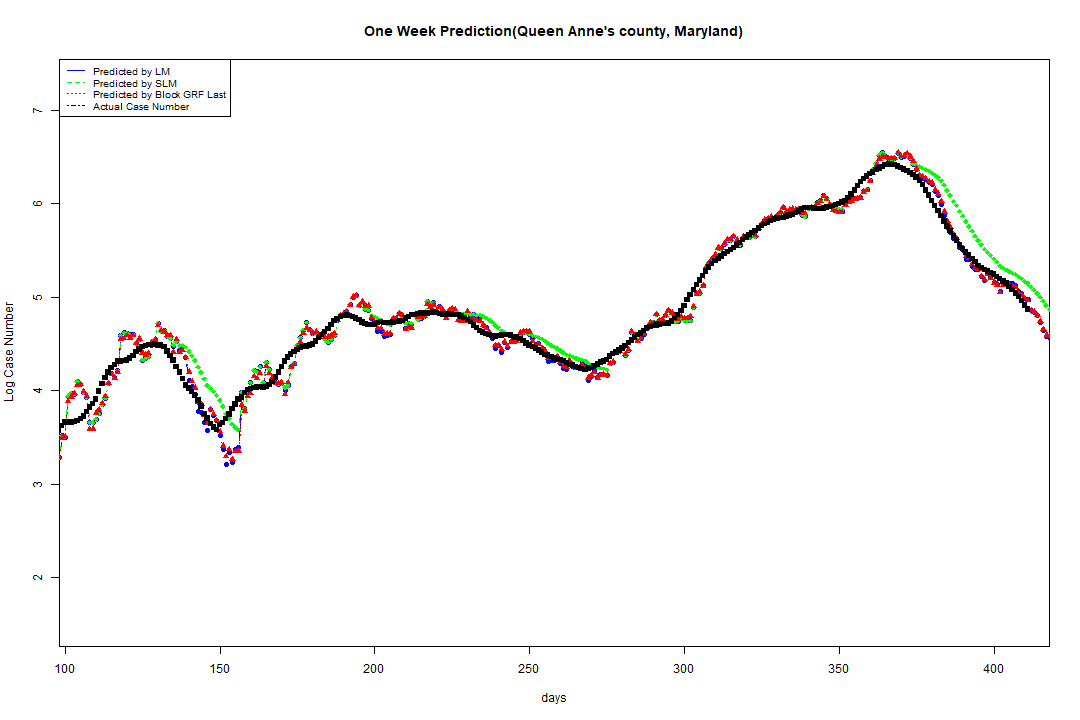 One Week Prediction(Queen Anne's county, Maryland)
Predicted by LM
Predicted by SLM
Predicted by Block GRF Last
Actual Case Number
Log Case Number
7
6
5
4
3
2
100 150 200 250 300 350 400
days